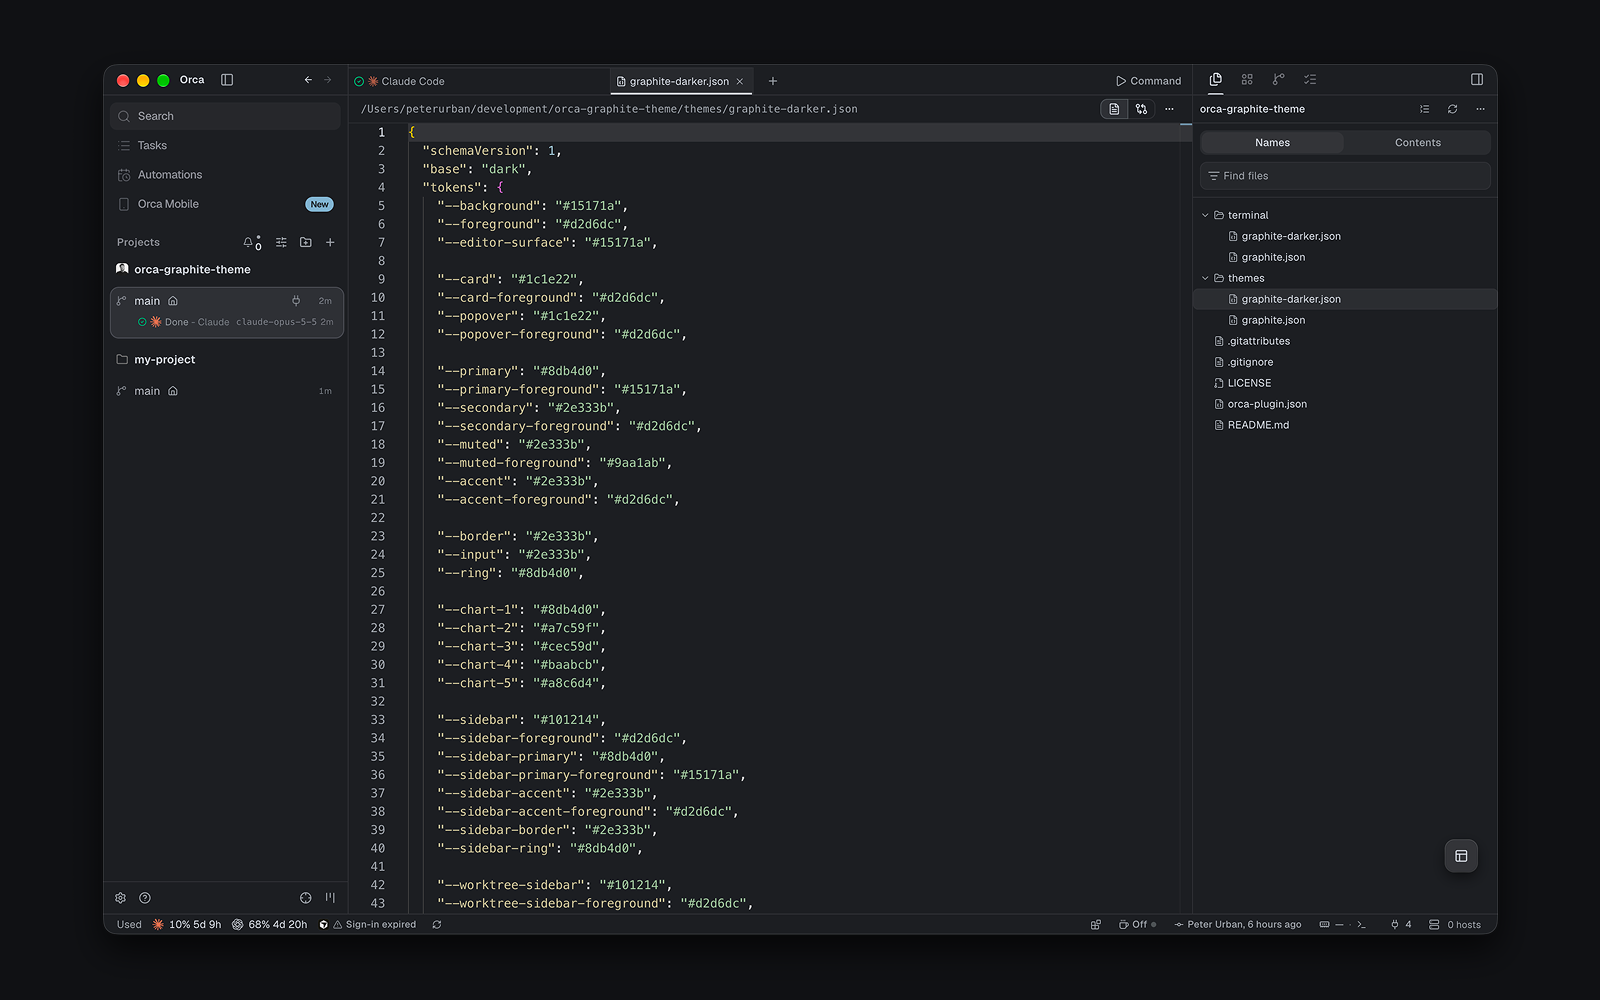 Orca
Claude Code
graphite-darker.json
Command
Search
Tasks
Automations
Orca Mobile
New
Projects
0
orca-graphite-theme
main
2m
Done - Claude claude-opus-5-5 2m
my-project
main
1m
/Users/peterurban/development/orca-graphite-theme/themes/graphite-darker.json
1 {
2 "schemaVersion": 1,
3 "base": "dark",
4 "tokens": {
5 "--background": "#15171a",
6 "--foreground": "#d2d6dc",
7 "--editor-surface": "#15171a",
8
9 "--card": "#1c1e22",
10 "--card-foreground": "#d2d6dc",
11 "--popover": "#1c1e22",
12 "--popover-foreground": "#d2d6dc",
13
14 "--primary": "#8db4d0",
15 "--primary-foreground": "#15171a",
16 "--secondary": "#2e333b",
17 "--secondary-foreground": "#d2d6dc",
18 "--muted": "#2e333b",
19 "--muted-foreground": "#9aa1ab",
20 "--accent": "#2e333b",
21 "--accent-foreground": "#d2d6dc",
22
23 "--border": "#2e333b",
24 "--input": "#2e333b",
25 "--ring": "#8db4d0",
26
27 "--chart-1": "#8db4d0",
28 "--chart-2": "#a7c59f",
29 "--chart-3": "#cec59d",
30 "--chart-4": "#baabcb",
31 "--chart-5": "#a8c6d4",
32
33 "--sidebar": "#101214",
34 "--sidebar-foreground": "#d2d6dc",
35 "--sidebar-primary": "#8db4d0",
36 "--sidebar-primary-foreground": "#15171a",
37 "--sidebar-accent": "#2e333b",
38 "--sidebar-accent-foreground": "#d2d6dc",
39 "--sidebar-border": "#2e333b",
40 "--sidebar-ring": "#8db4d0",
41
42 "--worktree-sidebar": "#101214",
43 "--worktree-sidebar-foreground": "#d2d6dc",
orca-graphite-theme
Names
Contents
Find files
terminal
graphite-darker.json
graphite.json
themes
graphite-darker.json
graphite.json
.gitattributes
.gitignore
LICENSE
orca-plugin.json
README.md
Used
10% 5d 9h
68% 4d 20h
Sign-in expired
Off
Peter Urban, 6 hours ago
4
0 hosts